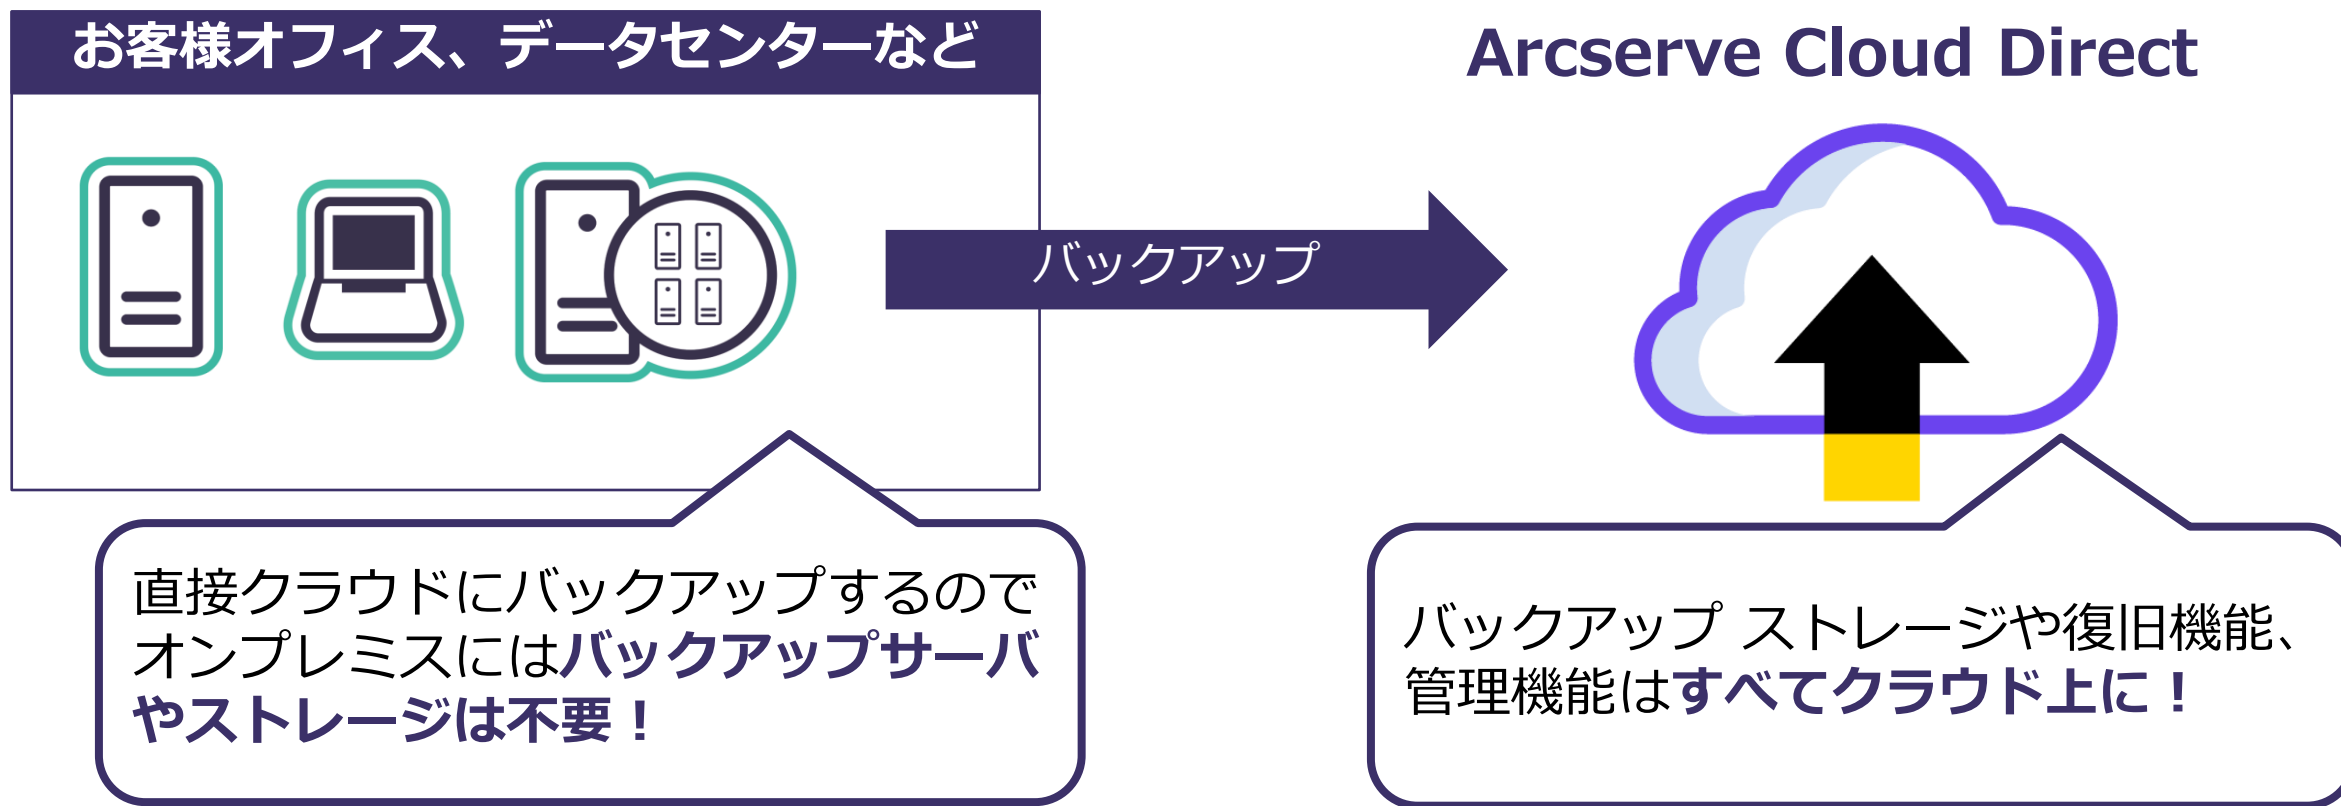 お客様オフィス、データセンターなど
Arcserve Cloud Direct
バックアップ
直接クラウドにバックアップするので
オンプレミスにはバックアップサーバ
やストレージは不要！
バックアップ ストレージや復旧機能、
管理機能はすべてクラウド上に！